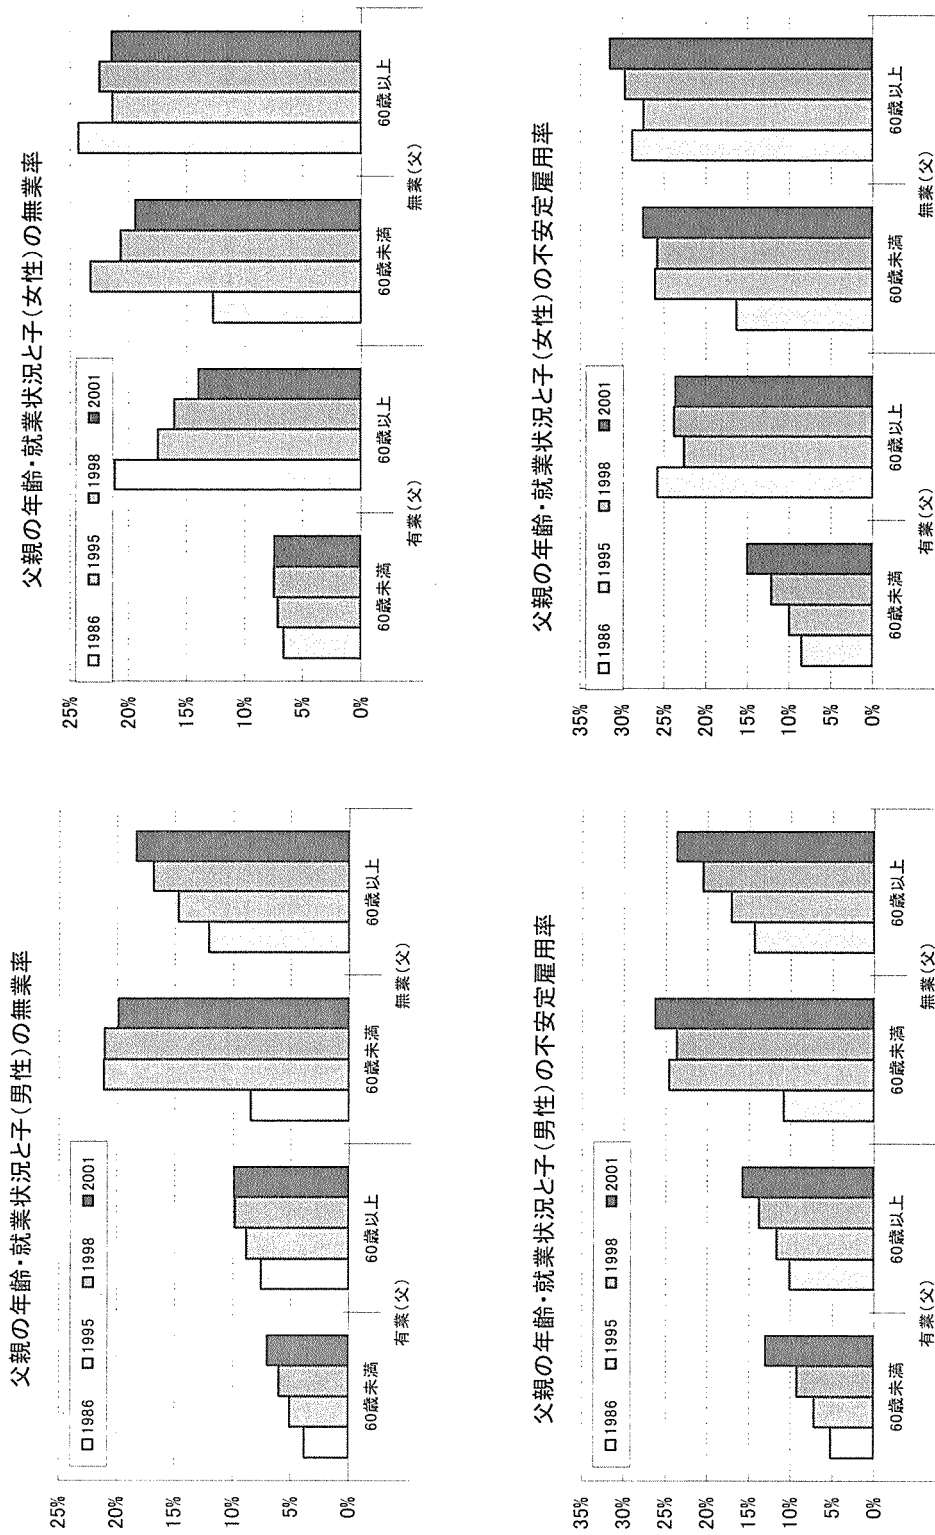 父親の年齢・就業状況と子(男性)の無業率
25%
20%
15%
10%
5%
0%
□1986 □1995 □1998 ■2001
60歳未満 60歳以上 60歳未満 60歳以上
有業(父) 無業(父)
父親の年齢・就業状況と子(女性)の無業率
25%
20%
15%
10%
5%
0%
□1986 □1995 □1998 ■2001
60歳未満 60歳以上 60歳未満 60歳以上
有業(父) 無業(父)
父親の年齢・就業状況と子(男性)の不安定雇用率
35%
30%
25%
20%
15%
10%
5%
0%
□1986 □1995 □1998 ■2001
60歳未満 60歳以上 60歳未満 60歳以上
有業(父) 無業(父)
父親の年齢・就業状況と子(女性)の不安定雇用率
35%
30%
25%
20%
15%
10%
5%
0%
□1986 □1995 □1998 ■2001
60歳未満 60歳以上 60歳未満 60歳以上
有業(父) 無業(父)